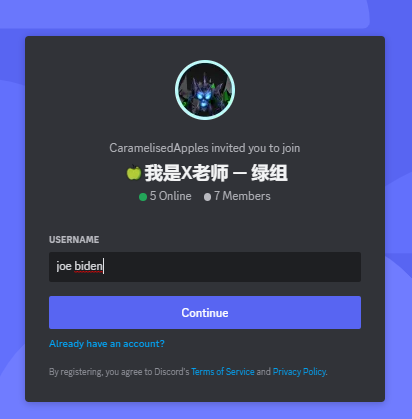 CaramelisedApples invited you to join
🍏我是X老师 — 绿组
5 Online 7 Members
USERNAME
joe biden
Continue
Already have an account?
By registering, you agree to Discord's Terms of Service and Privacy Policy.